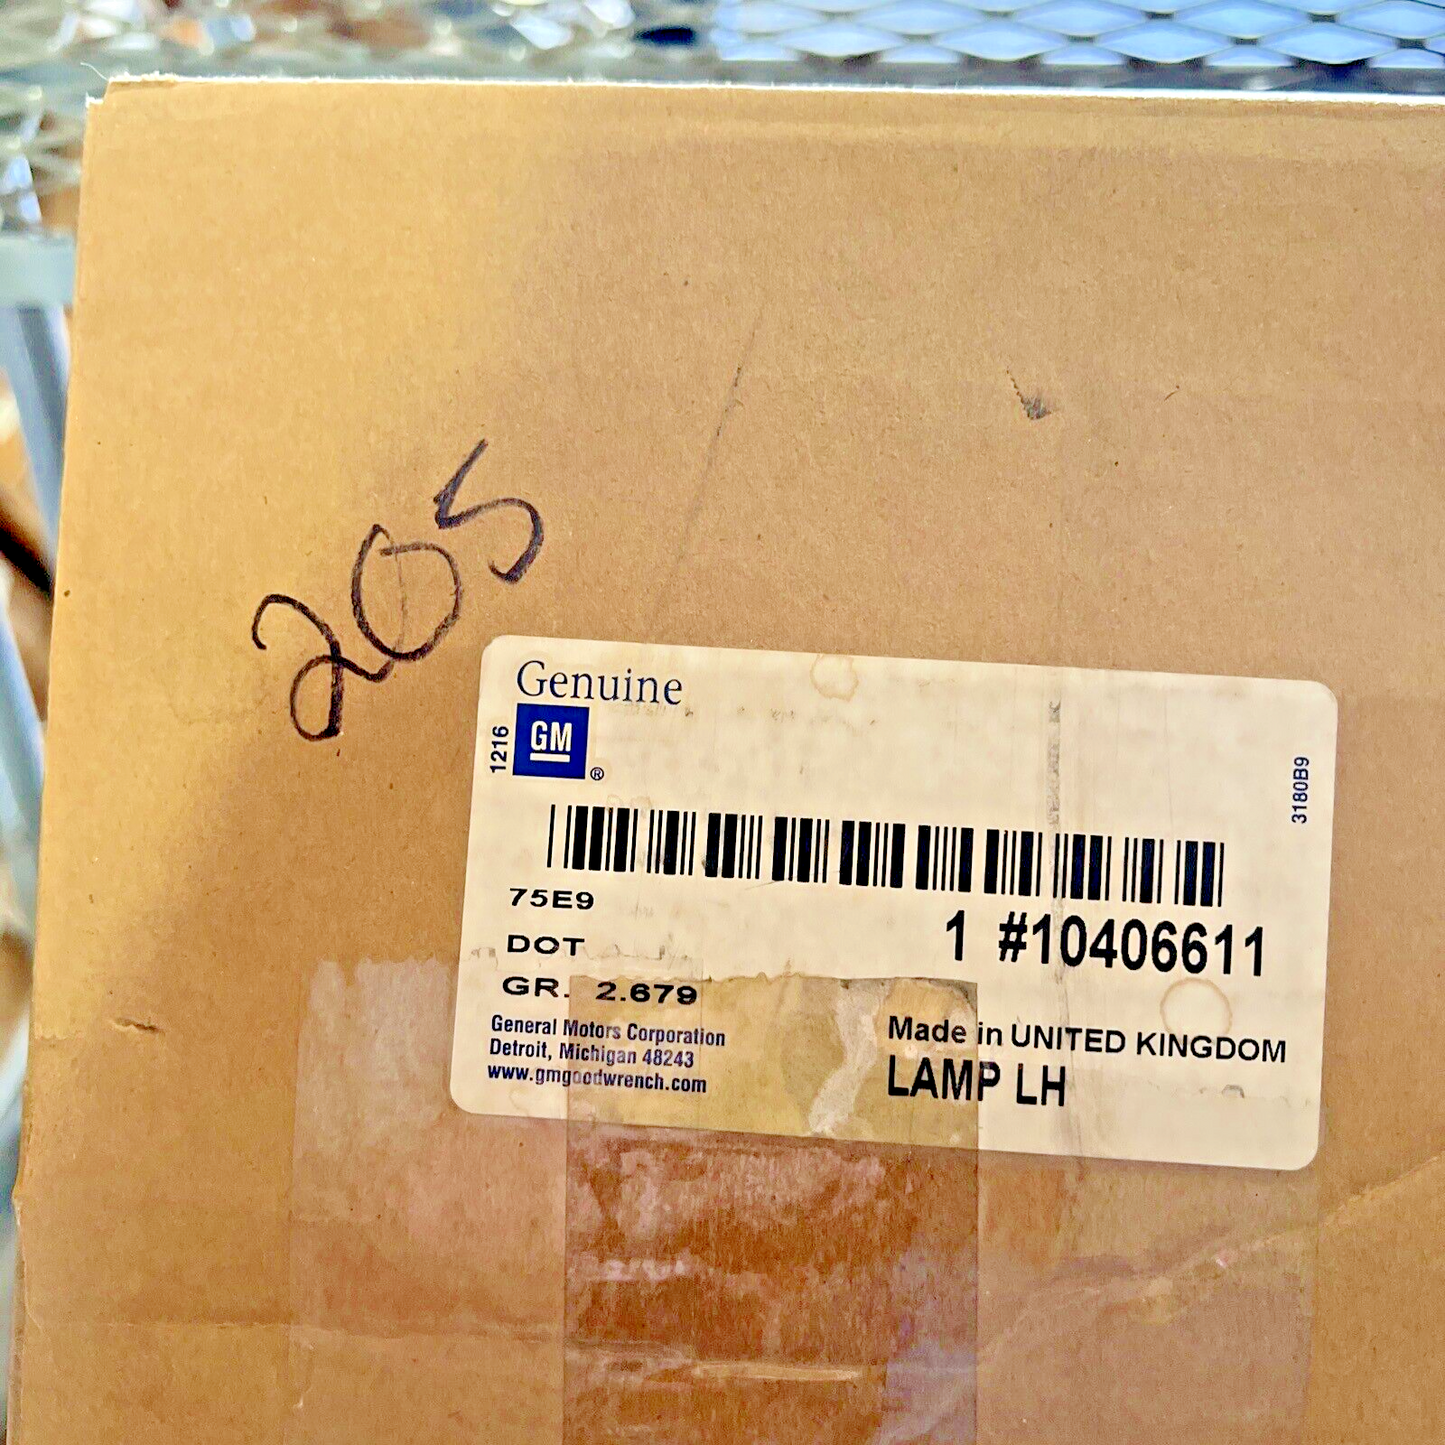 205
Genuine
GM
®
1216
3180B9
75E9
DOT
GR. 2.679
1 #10406611
General Motors Corporation
Detroit, Michigan 48243
www.gmgoodwrench.com
Made in UNITED KINGDOM
LAMP LH